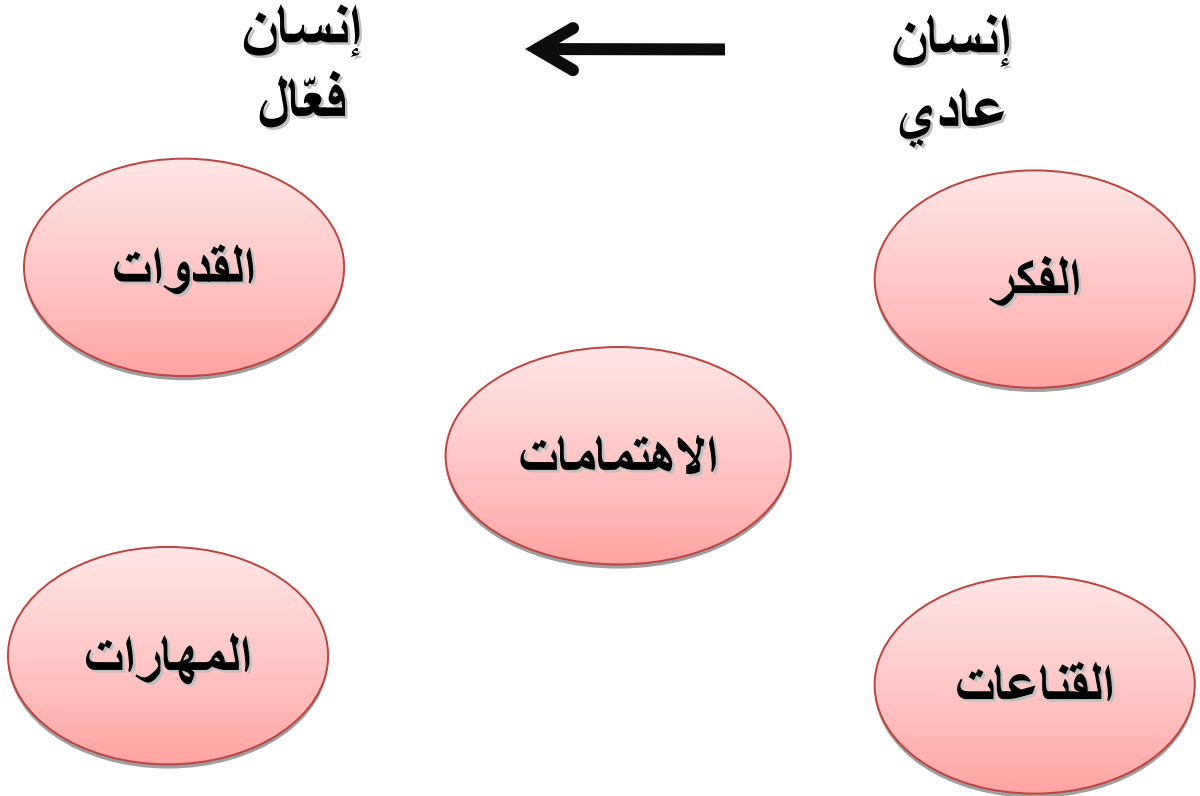 إنسان
عادي
إنسان
فعّال
الفكر
القدوات
الاهتمامات
القناعات
المهارات